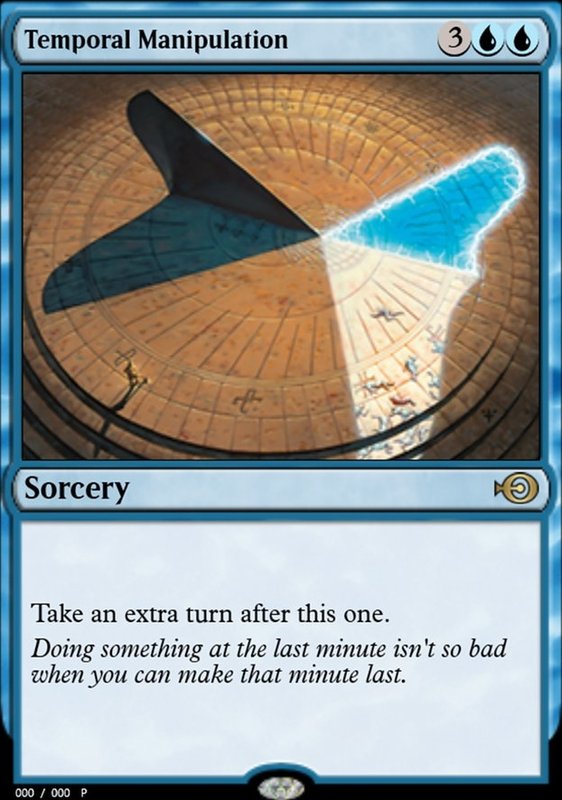 Temporal Manipulation 3
Sorcery
Take an extra turn after this one.
Doing something at the last minute isn't so bad
when you can make that minute last.
000 / 000 P